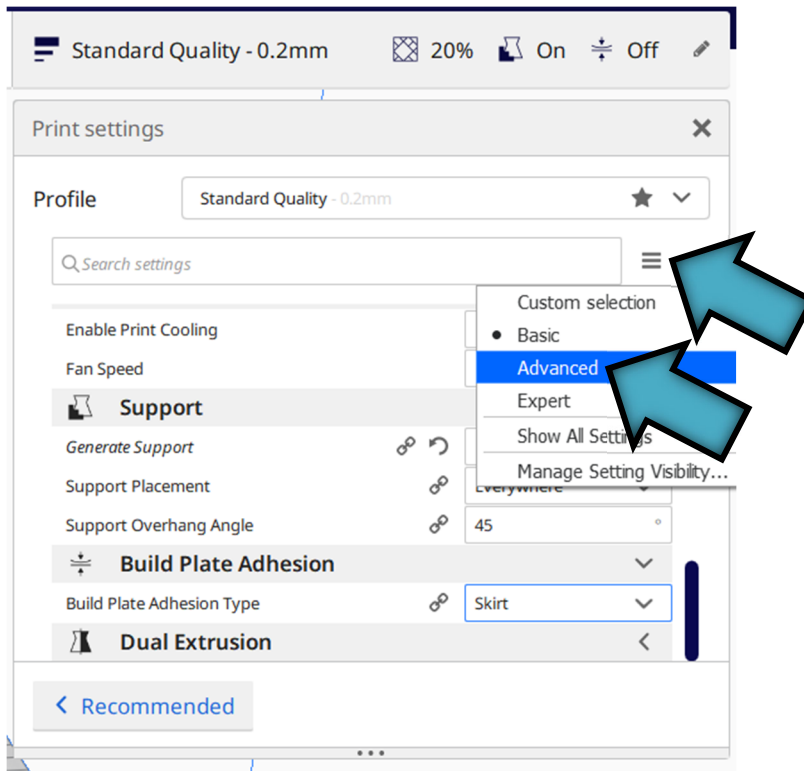 Standard Quality - 0.2mm 20% On Off
Print settings
Profile Standard Quality - 0.2mm
Search settings
Custom selection
Enable Print Cooling
Basic
Fan Speed
Advanced
Support
Expert
Generate Support
Show All Settings
Support Placement
Manage Setting Visibility...
Everywhere
Support Overhang Angle 45 °
Build Plate Adhesion
Build Plate Adhesion Type Skirt
Dual Extrusion
Recommended